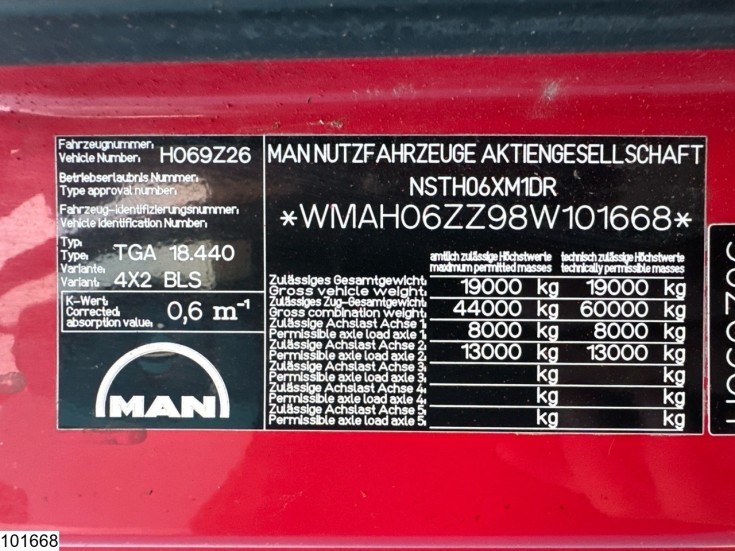 Fahrzeugnummer:
Vehicle Number: H069Z26
Betriebserlaubnis Nummer:
Type approval number:
Fahrzeug-Identifizierungsnummer:
Vehicle Identification Number:
Typ:
Type: TGA 18.440
Variante:
Variant: 4X2 BLS
K-Wert:
Corrected 0,6 m⁻¹
absorption value:
MAN
MAN NUTZFAHRZEUGE AKTIENGESELLSCHAFT
NSTH06XM1DR
*WMAH06ZZ98W101668*
amtlich zulässige Höchstwerte technisch zulässige Höchstwerte
maximum permitted masses technically permissible masses
Zulässiges Gesamtgewicht:
Gross vehicle weight: 19000 kg 19000 kg
Zulässiges Zug-Gesamtgewicht:
Gross combination weight: 44000 kg 60000 kg
Zulässige Achslast Achse 1:
Permissible axle load axle 1: 8000 kg 8000 kg
Zulässige Achslast Achse 2:
Permissible axle load axle 2: 13000 kg 13000 kg
Zulässige Achslast Achse 3:
Permissible axle load axle 3: kg kg
Zulässige Achslast Achse 4:
Permissible axle load axle 4: kg kg
Zulässige Achslast Achse 5:
Permissible axle load axle 5: kg kg
101668